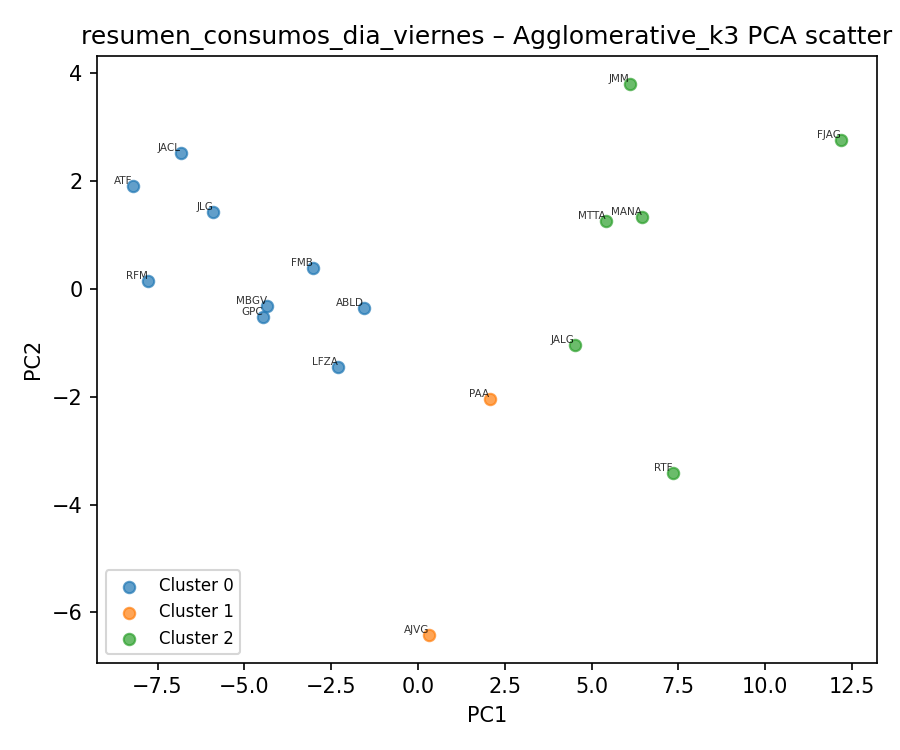 resumen_consumos_dia_viernes – Agglomerative_k3 PCA scatter
4
2
0
−2
−4
−6
PC2
JMM
FJAG
JACL
ATF
JLG
MTTA
MANA
RFM
FMB
MBGV
GPC
ABLD
JALG
LFZA
PAA
RTF
AJVG
Cluster 0
Cluster 1
Cluster 2
−7.5 −5.0 −2.5 0.0 2.5 5.0 7.5 10.0 12.5
PC1